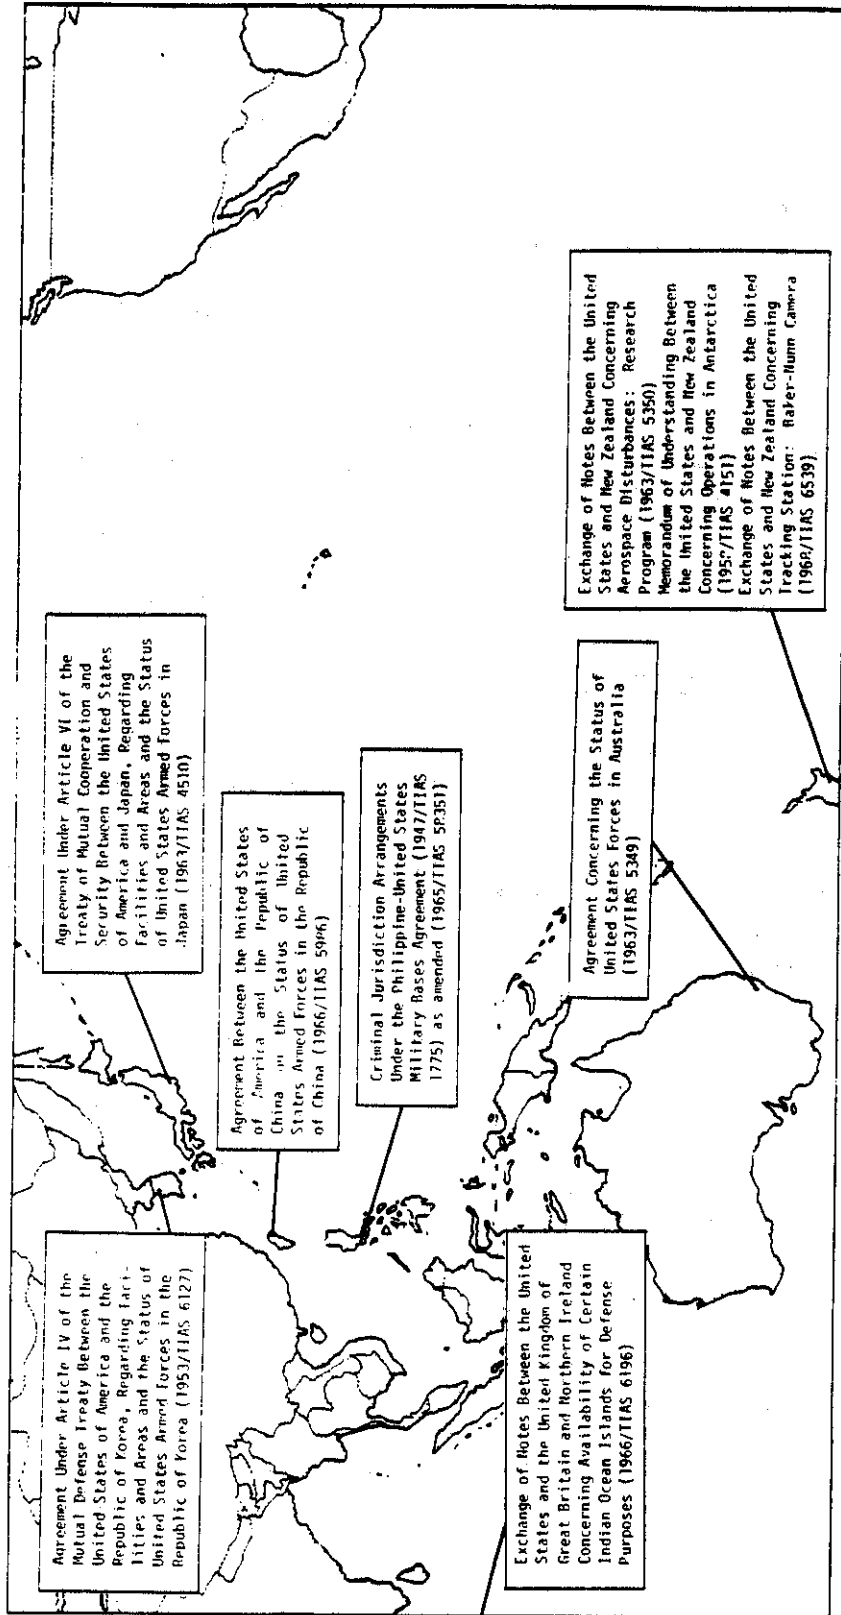 Agreement Under Article IV of the
Mutual Defense Treaty Between the
United States of America and the
Republic of Korea, Regarding Faci-
lities and Areas and the Status of
United States Armed Forces in the
Republic of Korea (1953/TIAS 6127)
Agreement Under Article VI of the
Treaty of Mutual Cooperation and
Security Between the United States
of America and Japan, Regarding
Facilities and Areas and the Status
of United States Armed Forces in
Japan (1963/TIAS 4510)
Agreement Between the United States
of America and the Republic of
China on the Status of United
States Armed Forces in the Republic
of China (1966/TIAS 5986)
Criminal Jurisdiction Arrangements
Under the Philippine-United States
Military Bases Agreement (1947/TIAS
1775) as amended (1965/TIAS 5R351)
Exchange of Notes Between the United
States and the United Kingdom of
Great Britain and Northern Ireland
Concerning Availability of Certain
Indian Ocean Islands for Defense
Purposes (1966/TIAS 6196)
Agreement Concerning the Status of
United States Forces in Australia
(1963/TIAS 5349)
Exchange of Notes Between the United
States and New Zealand Concerning
Aerospace Disturbances: Research
Program (1963/TIAS 5350)
Memorandum of Understanding Between
the United States and New Zealand
Concerning Operations in Antarctica
(1958/TIAS 4151)
Exchange of Notes Between the United
States and New Zealand Concerning
Tracking Station: Baker-Nunn Camera
(1968/TIAS 6539)